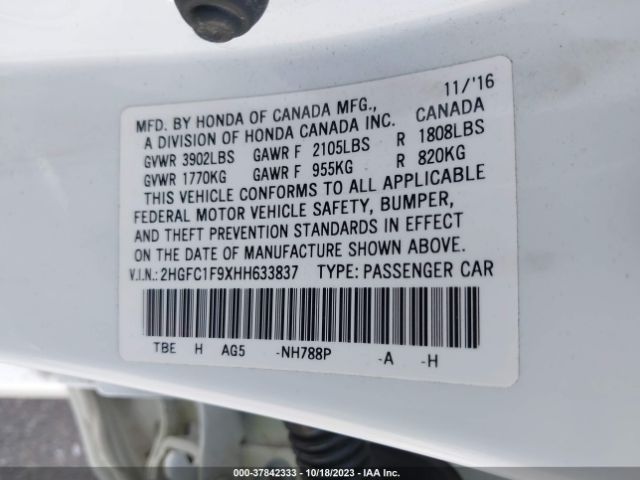 11/'16
MFD. BY HONDA OF CANADA MFG., CANADA
A DIVISION OF HONDA CANADA INC.
GVWR 3902LBS GAWR F 2105LBS R 1808LBS
GVWR 1770KG GAWR F 955KG R 820KG
THIS VEHICLE CONFORMS TO ALL APPLICABLE
FEDERAL MOTOR VEHICLE SAFETY, BUMPER,
AND THEFT PREVENTION STANDARDS IN EFFECT
ON THE DATE OF MANUFACTURE SHOWN ABOVE.
V.I.N.: 2HGFC1F9XHH633837 TYPE: PASSENGER CAR
TBE H AG5 -NH788P -A -H
000-37842333 - 10/18/2023 - IAA Inc.